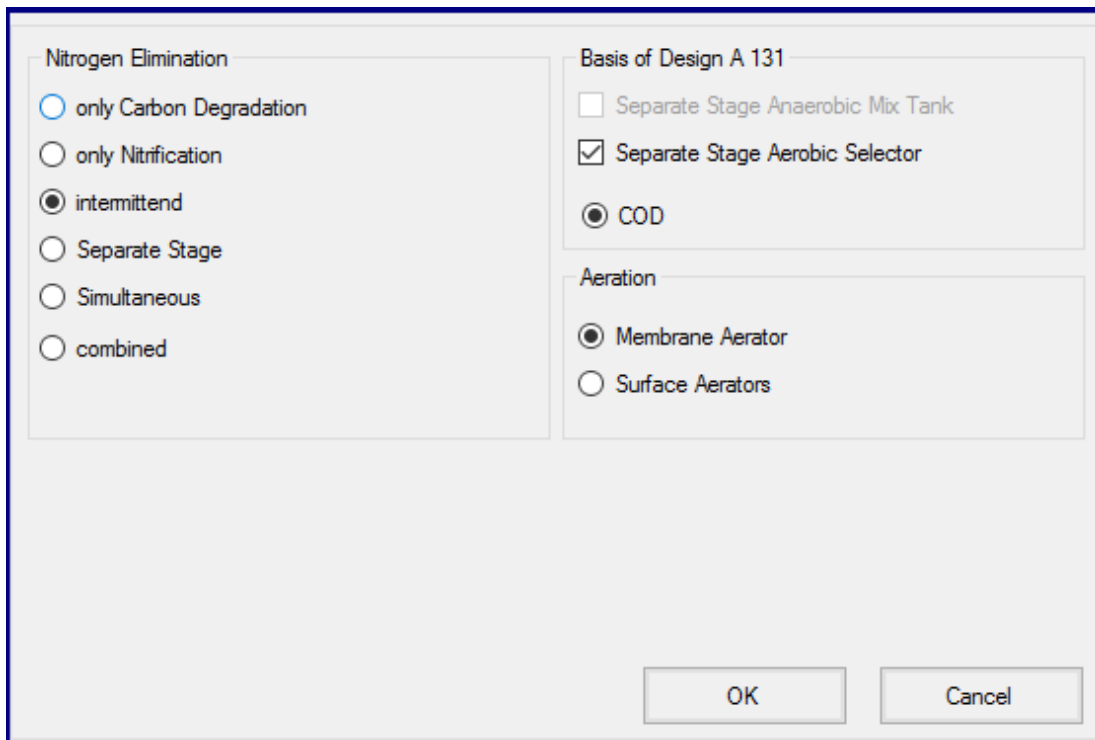 Nitrogen Elimination
only Carbon Degradation
only Nitrification
intermittend
Separate Stage
Simultaneous
combined
Basis of Design A 131
Separate Stage Anaerobic Mix Tank
Separate Stage Aerobic Selector
COD
Aeration
Membrane Aerator
Surface Aerators
OK
Cancel